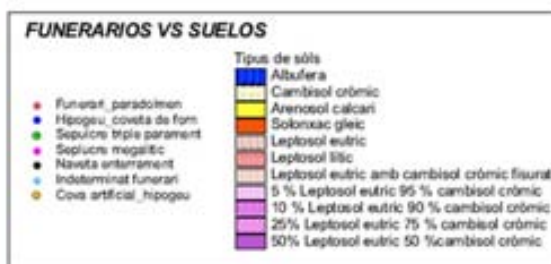 FUNERARIOS VS SUELOS
Funerari_paradolmen
Hipogeu_coveta de forn
Sepulcre triple parament
Seplucre megalitic
Naveta enterrament
Indeterminat funerari
Cova artificial_hipogeu
Tipus de sòls
Albufera
Cambisol cròmic
Arenosol calcari
Solonxac gleic
Leptosol eutric
Leptosol lític
Leptosol eutric amb cambisol cròmic fisurat
5 % Leptosol eutric 95 % cambisol cròmic
10 % Leptosol eutric 90 % cambisol cròmic
25% Leptosol eutric 75 % cambisol cròmic
50% Leptosol eutric 50 %cambisol cròmic